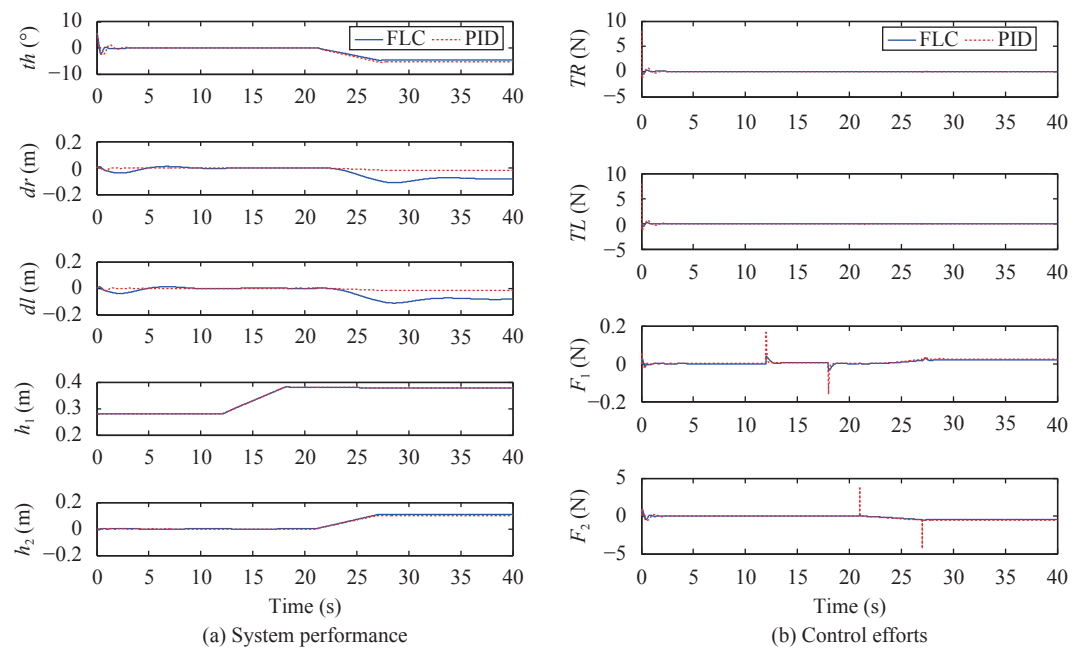 FLC PID
th (°)
10
0
−10
0 5 10 15 20 25 30 35 40
dr (m)
0.2
0
−0.2
0 5 10 15 20 25 30 35 40
dl (m)
0.2
0
−0.2
0 5 10 15 20 25 30 35 40
h1 (m)
0.4
0.3
0.2
0 5 10 15 20 25 30 35 40
h2 (m)
0.2
0
−0.2
0 5 10 15 20 25 30 35 40
Time (s)
(a) System performance
FLC PID
TR (N)
10
5
0
−5
0 5 10 15 20 25 30 35 40
TL (N)
10
5
0
−5
0 5 10 15 20 25 30 35 40
F1 (N)
0.2
0
−0.2
0 5 10 15 20 25 30 35 40
F2 (N)
5
0
−5
0 5 10 15 20 25 30 35 40
Time (s)
(b) Control efforts